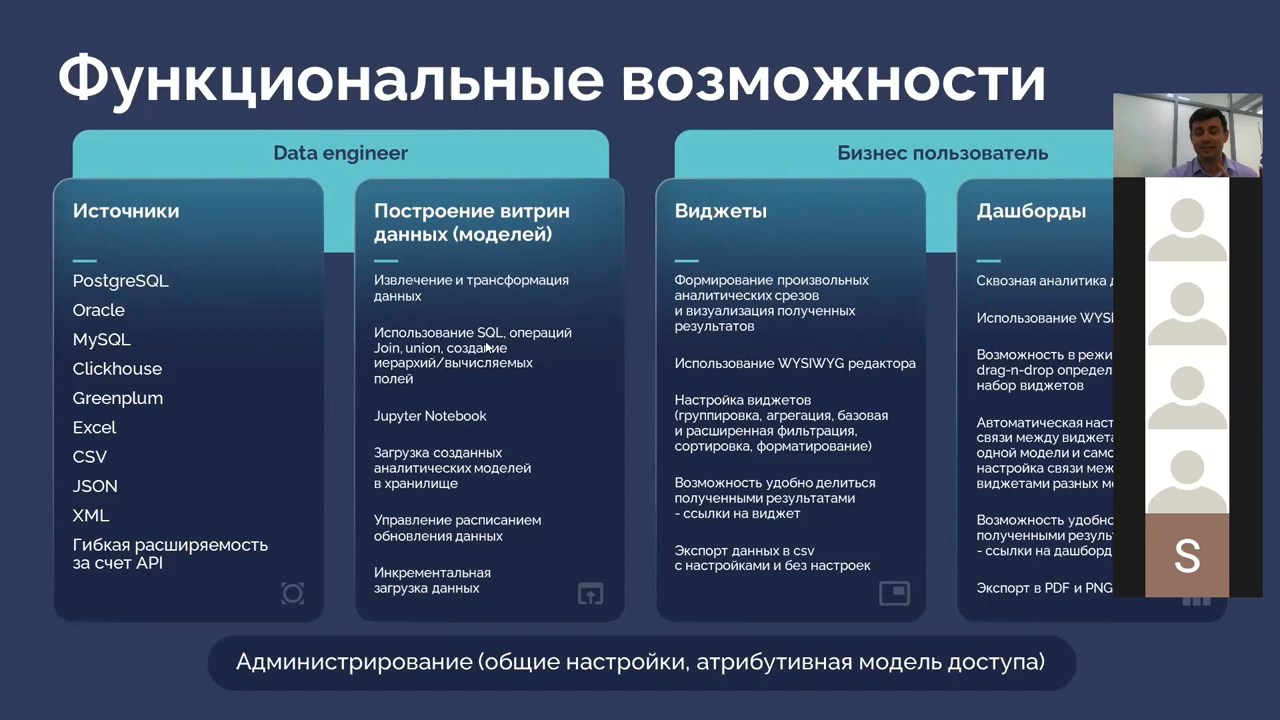 Функциональные возможности
Data engineer
Бизнес пользователь
Источники
PostgreSQL
Oracle
MySQL
Clickhouse
Greenplum
Excel
CSV
JSON
XML
Гибкая расширяемость
за счет API
Построение витрин
данных (моделей)
Извлечение и трансформация
данных
Использование SQL, операций
Join, union, создание
иерархий/вычисляемых
полей
Jupyter Notebook
Загрузка созданных
аналитических моделей
в хранилище
Управление расписанием
обновления данных
Инкрементальная
загрузка данных
Виджеты
Формирование произвольных
аналитических срезов
и визуализация полученных
результатов
Использование WYSIWYG редактора
Настройка виджетов
(группировка, агрегация, базовая
и расширенная фильтрация,
сортировка, форматирование)
Возможность удобно делиться
полученными результатами
- ссылки на виджет
Экспорт данных в csv
с настройками и без настроек
Дашборды
Сквозная аналитика
Использование
Возможность в
drag-n-drop
набор виджетов
Автоматическая
связи между
одной модели и
настройка связи
виджетами разных
Возможность
- ссылки на дашборд
Экспорт в PDF и PNG
S
Администрирование (общие настройки, атрибутивная модель доступа)